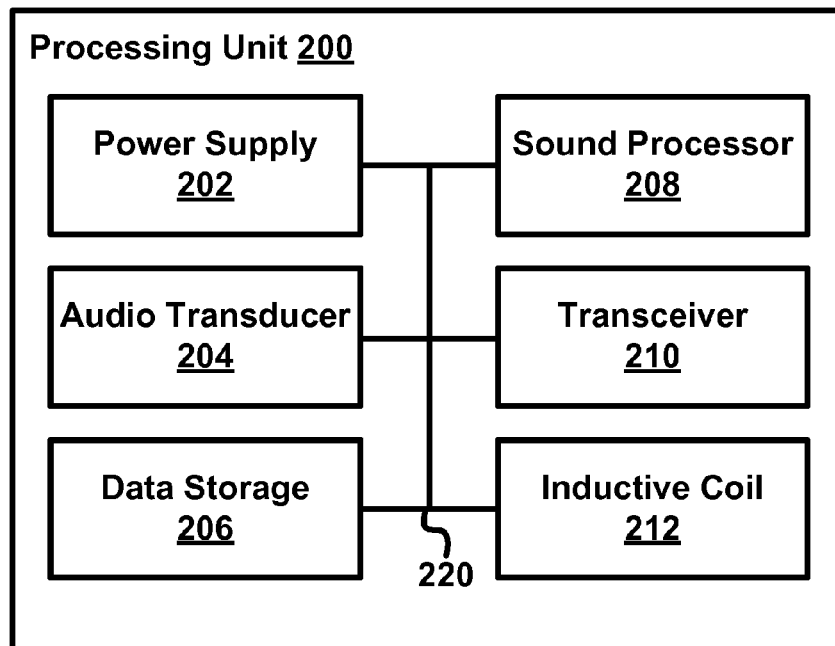 Processing Unit 200
Power Supply
202
Sound Processor
208
Audio Transducer
204
Transceiver
210
Data Storage
206
Inductive Coil
212
220